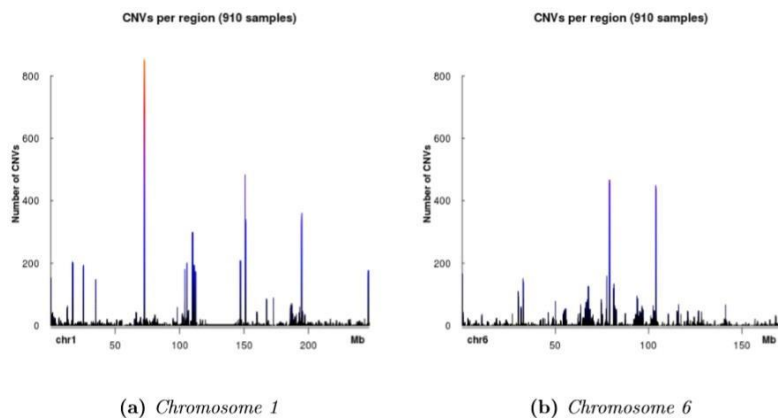 CNVs per region (910 samples)
Number of CNVs
800
600
400
200
0
chr1
50
100
150
200
Mb
(a) Chromosome 1
CNVs per region (910 samples)
Number of CNVs
800
600
400
200
0
chr6
50
100
150
Mb
(b) Chromosome 6